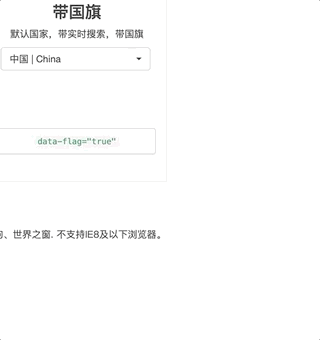 带国旗
默认国家，带实时搜索，带国旗
中国 | China
data-flag="true"
、世界之窗. 不支持IE8及以下浏览器。